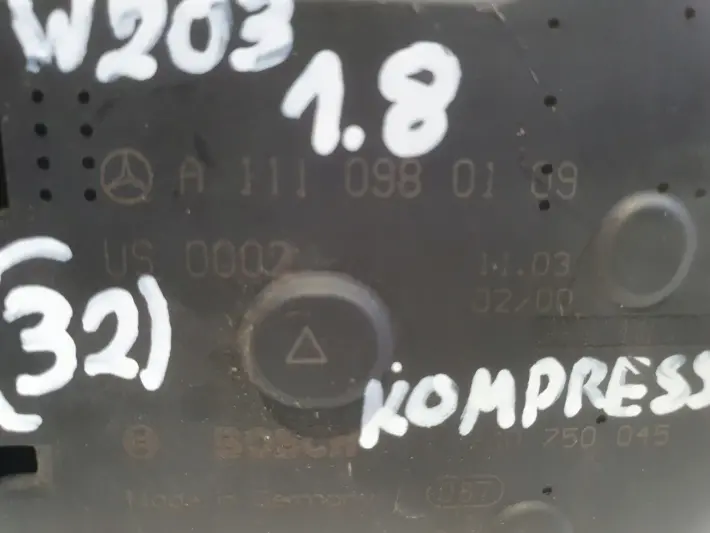 W203
1.8
A 111 098 01 09
US 0002
11.03
02/00
(32)
KOMPRESS
BOSCH
750 045
Made in Germany